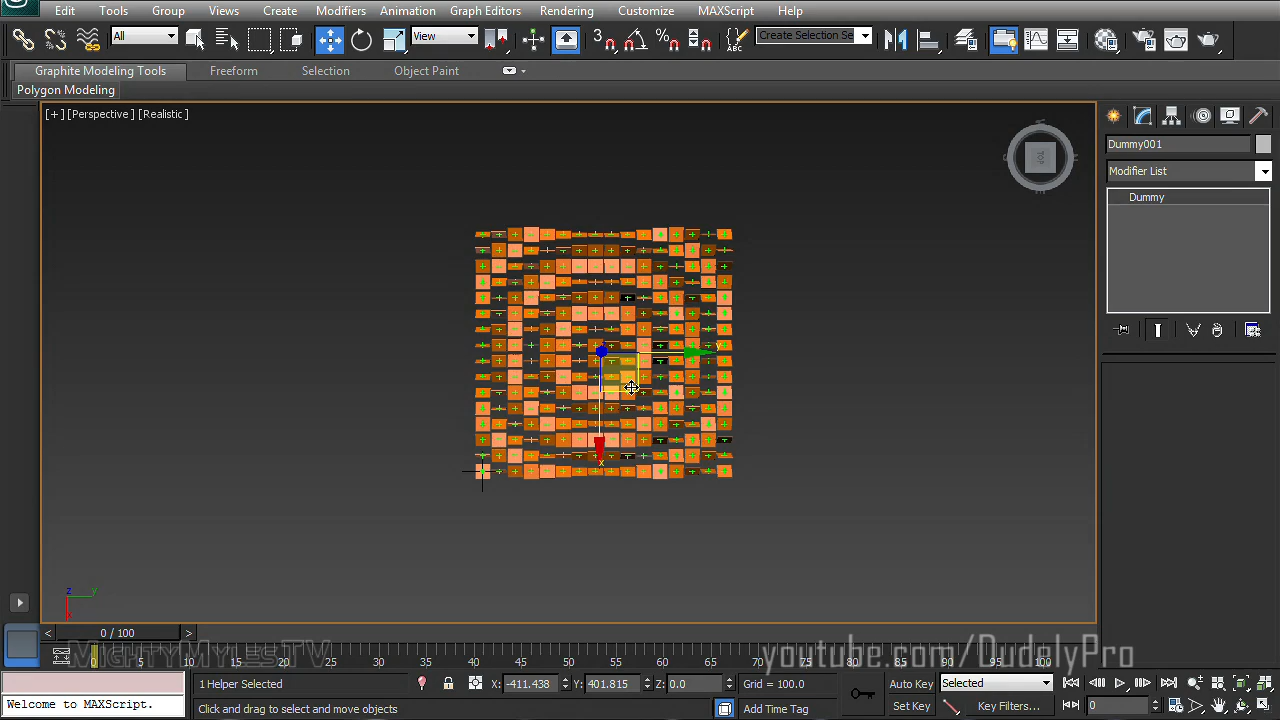 Edit Tools Group Views Create Modifiers Animation Graph Editors Rendering Customize MAXScript Help
All View 3 Create Selection Se
Graphite Modeling Tools Freeform Selection Object Paint
Polygon Modeling
[+] [Perspective ] [Realistic ]
TOP
Dummy001
Modifier List
Dummy
y
x
z y
x
< 0 / 100 >
0 5 10 15 20 25 30 35 40 45 50 55 60 65 70 75 80 85 90 95 100
MightyMylesTV
youtube.com/DudelyPro
1 Helper Selected X: -411.438 Y: 401.815 Z: 0.0 Grid = 100.0 Auto Key Selected
Welcome to MAXScript. Click and drag to select and move objects Add Time Tag Set Key Key Filters... 0